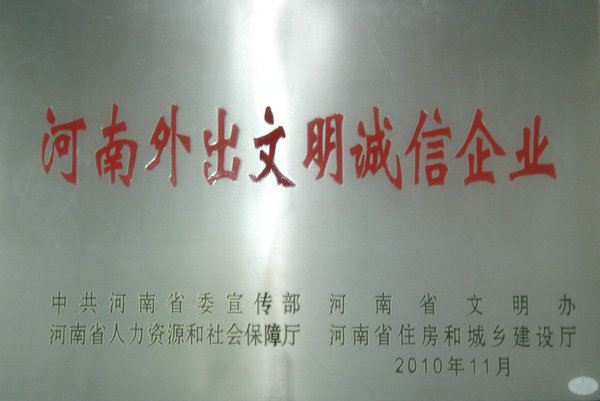 河南外出文明诚信企业
中共河南省委宣传部 河南省文明办
河南省人力资源和社会保障厅 河南省住房和城乡建设厅
2010年11月